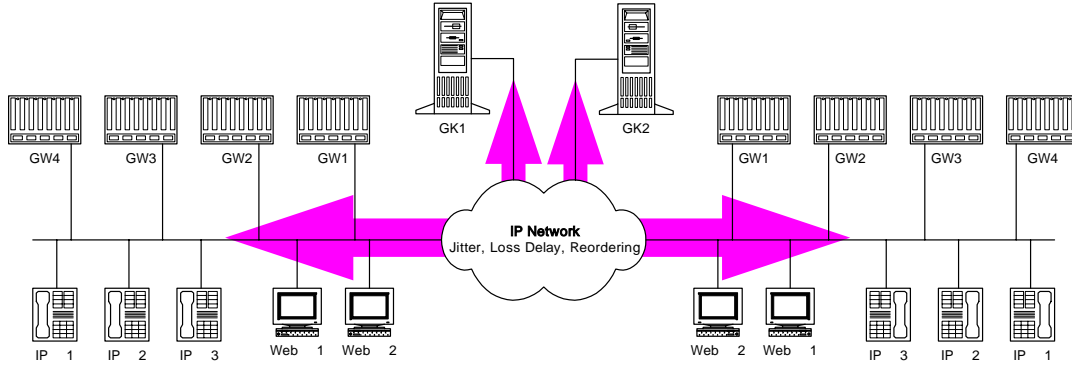 GK1 GK2
GW4 GW3 GW2 GW1 GW1 GW2 GW3 GW4
IP Network
Jitter, Loss Delay, Reordering
IP 1 IP 2 IP 3 Web 1 Web 2 Web 2 Web 1 IP 3 IP 2 IP 1